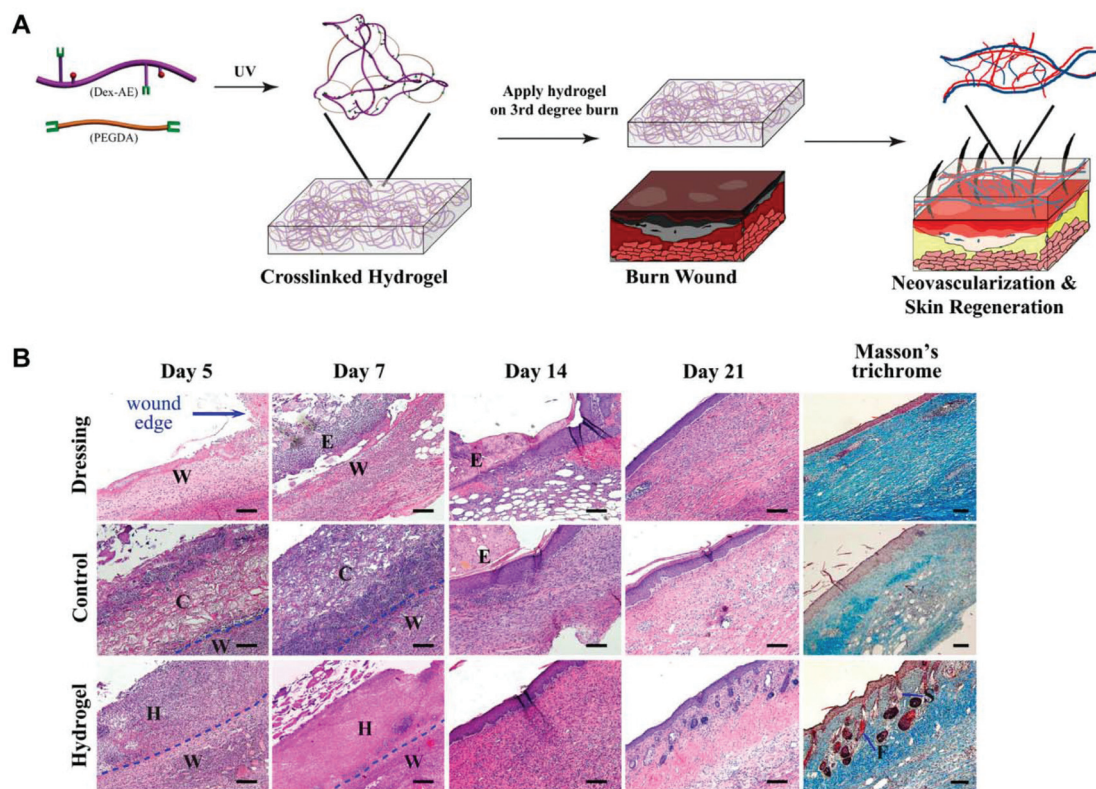 A
(Dex-AE)
(PEGDA)
UV
Crosslinked Hydrogel
Apply hydrogel
on 3rd degree burn
Burn Wound
Neovascularization &
Skin Regeneration
B
Day 5
Day 7
Day 14
Day 21
Masson's
trichrome
Dressing
wound
edge
W
E
W
E
Control
C
W
C
W
E
Hydrogel
H
W
H
W
S
F